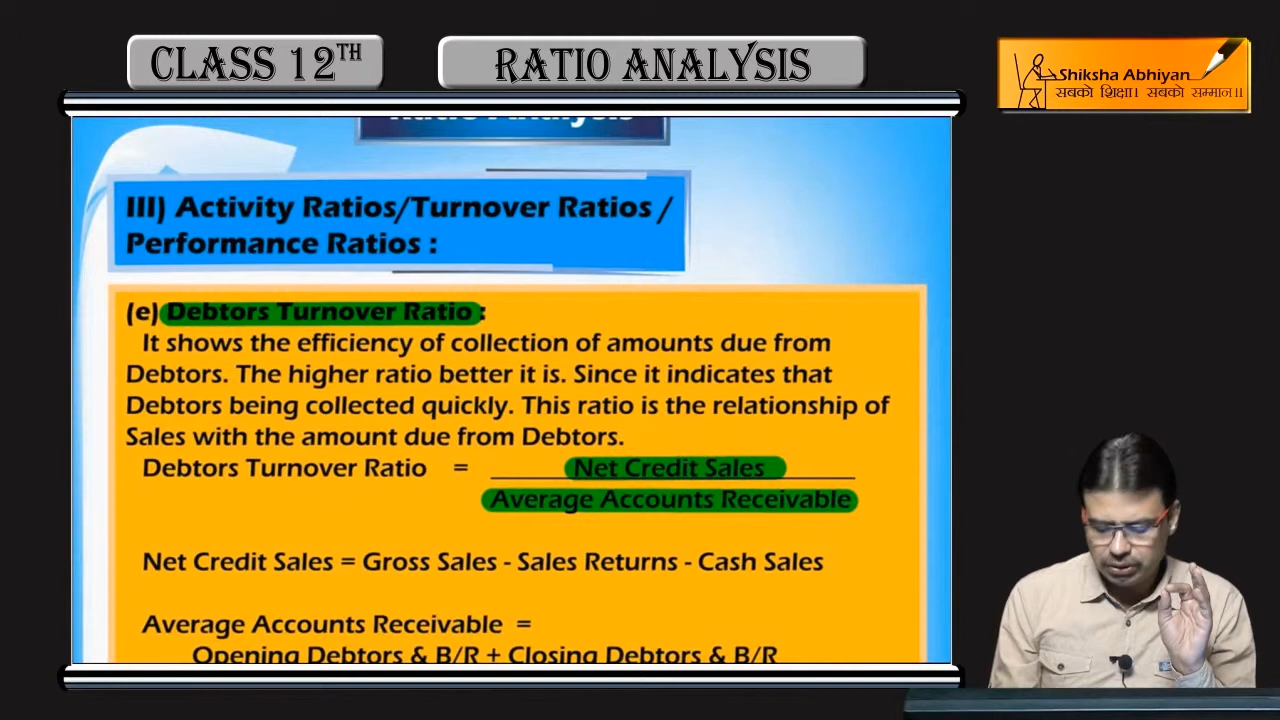 CLASS 12TH
RATIO ANALYSIS
Shiksha Abhiyan
सबको शिक्षा। सबको सम्मान।।
Ratio Analysis
III) Activity Ratios/Turnover Ratios /
Performance Ratios :
(e) Debtors Turnover Ratio :
It shows the efficiency of collection of amounts due from
Debtors. The higher ratio better it is. Since it indicates that
Debtors being collected quickly. This ratio is the relationship of
Sales with the amount due from Debtors.
Debtors Turnover Ratio = Net Credit Sales
Average Accounts Receivable
Net Credit Sales = Gross Sales - Sales Returns - Cash Sales
Average Accounts Receivable =
Opening Debtors & B/R + Closing Debtors & B/R